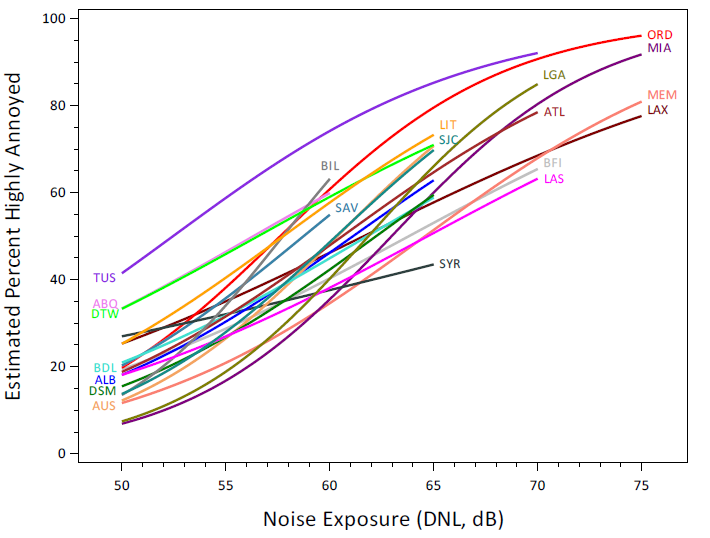 100
80
60
40
20
0
Estimated Percent Highly Annoyed
ORD
MIA
LGA
MEM
ATL
LAX
LIT
SJC
BIL
BFI
LAS
SAV
SYR
TUS
ABQ
DTW
BDL
ALB
DSM
AUS
50 55 60 65 70 75
Noise Exposure (DNL, dB)